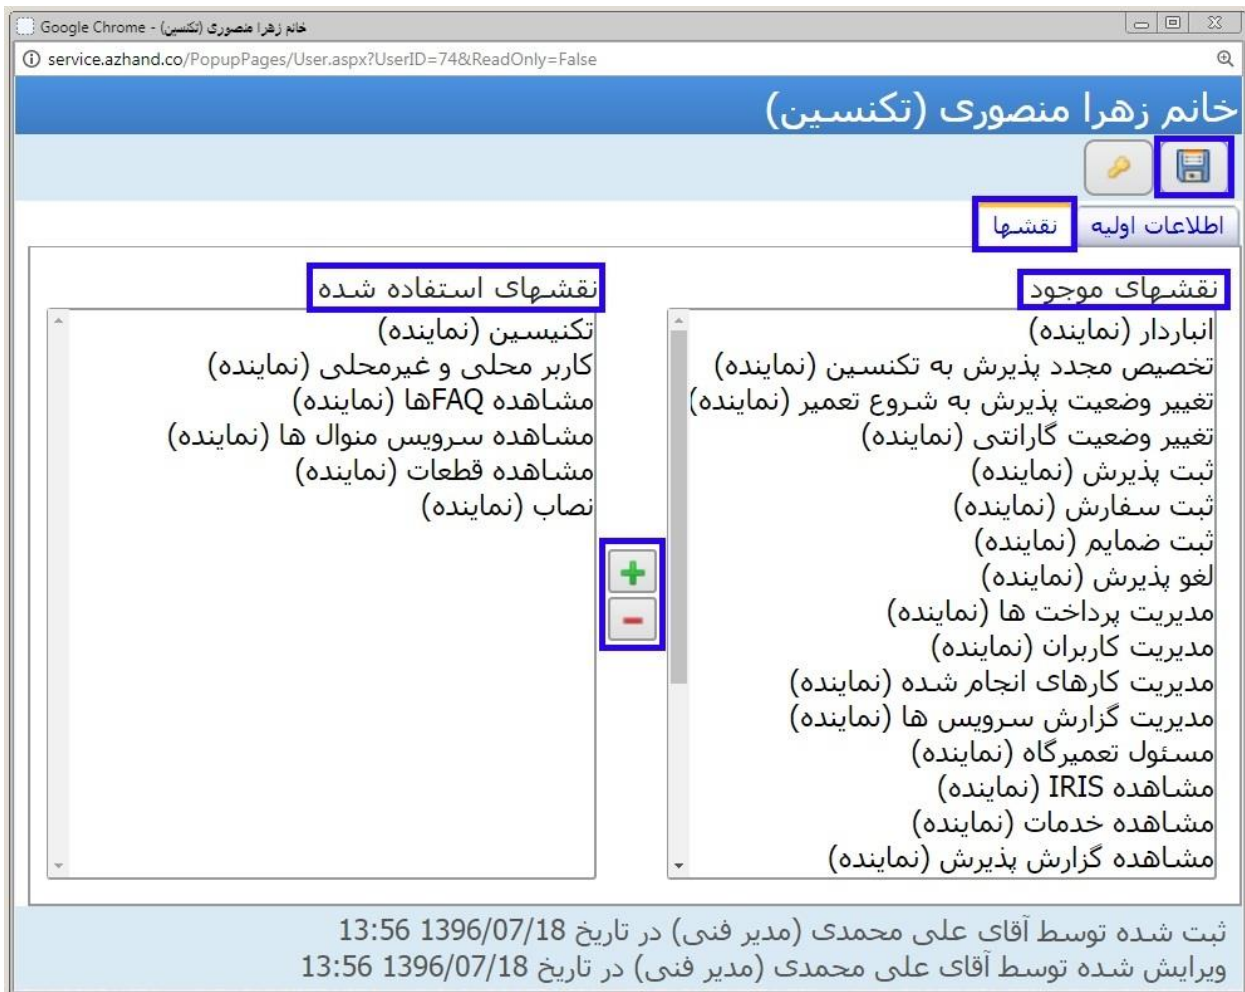 خانم زهرا منصوری (تکنسین) - Google Chrome
service.azhand.co/PopupPages/User.aspx?UserID=74&ReadOnly=False
خانم زهرا منصوری (تکنسین)
اطلاعات اولیه
نقشها
نقشهای موجود
انباردار (نماینده)
تخصیص مجدد پذیرش به تکنسین (نماینده)
تغییر وضعیت پذیرش به شروع تعمیر (نماینده)
تغییر وضعیت گارانتی (نماینده)
ثبت پذیرش (نماینده)
ثبت سفارش (نماینده)
ثبت ضمایم (نماینده)
لغو پذیرش (نماینده)
مدیریت پرداخت ها (نماینده)
مدیریت کاربران (نماینده)
مدیریت کارهای انجام شده (نماینده)
مدیریت گزارش سرویس ها (نماینده)
مسئول تعمیرگاه (نماینده)
مشاهده IRIS (نماینده)
مشاهده خدمات (نماینده)
مشاهده گزارش پذیرش (نماینده)
نقشهای استفاده شده
تکنیسین (نماینده)
کاربر محلی و غیرمحلی (نماینده)
مشاهده FAQها (نماینده)
مشاهده سرویس منوال ها (نماینده)
مشاهده قطعات (نماینده)
نصاب (نماینده)
ثبت شده توسط آقای علی محمدی (مدیر فنی) در تاریخ 1396/07/18 13:56
ویرایش شده توسط آقای علی محمدی (مدیر فنی) در تاریخ 1396/07/18 13:56